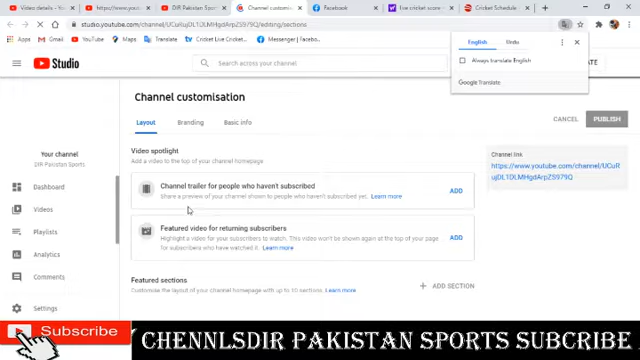 Video details
https://www.yout
DIR Pakistan Sports
Channel customisati
Facebook
Live cricket score
Cricket Schedule
studio.youtube.com/channel/UCuRujDL1DLMHgdArpZS979Q/editing/sections
Apps
Gmail
YouTube
Maps
Cricket Live Cricket
Messenger | Facebo
English
Urdu
Always translate English
Google Translate
Studio
Search across your channel
ATE
Channel customisation
Layout
Branding
Basic info
CANCEL
PUBLISH
Video spotlight
Add a video to the top of your channel homepage
Channel link
https://www.youtube.com/channel/UCuR
ujDL1DLMHgdArpZS979Q
Your channel
DIR Pakistan Sports
Channel trailer for people who haven't subscribed
Share a preview of your channel shown to people who haven't subscribed yet. Learn more
ADD
Dashboard
Videos
Featured video for returning subscribers
Highlight a video for your subscribers to watch. This video won't be shown again at the top of your page
for subscribers who have watched it. Learn more
ADD
Playlists
Analytics
Comments
Featured sections
Customise the layout of your channel homepage with up to 10 sections. Learn more
ADD SECTION
Settings
Subscribe
CHENNLSDIR PAKISTAN SPORTS SUBCRIBE